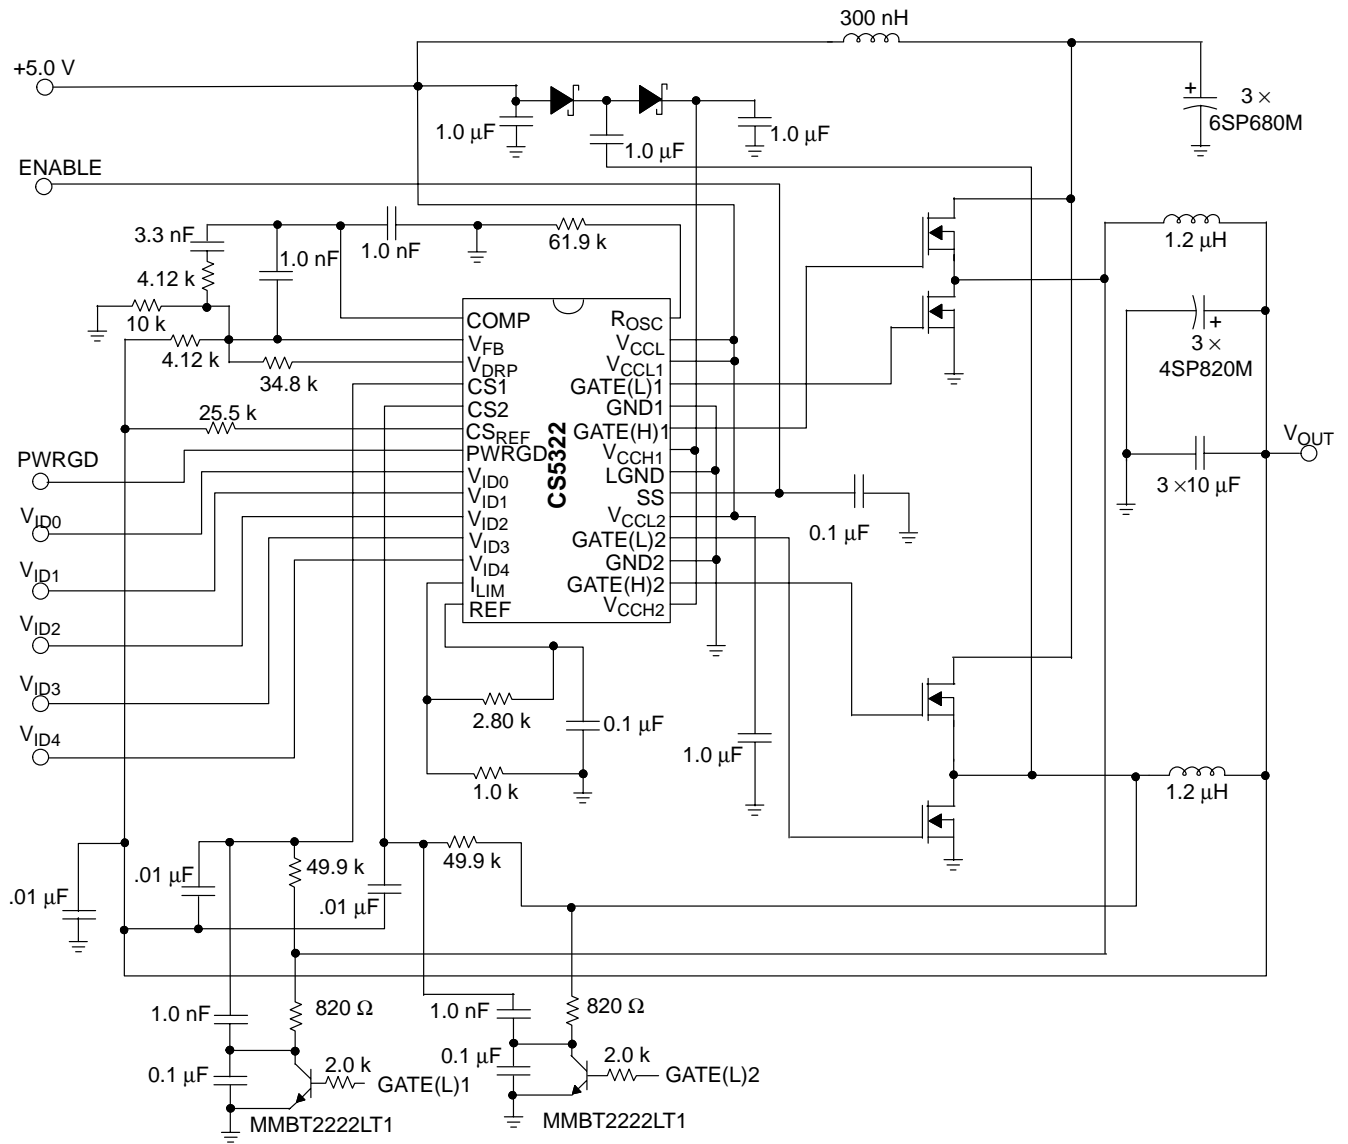 300 nH
+5.0 V
3 ×
6SP680M
1.0 μF
1.0 μF
1.0 μF
ENABLE
3.3 nF
1.0 nF
1.0 nF
61.9 k
1.2 μH
4.12 k
10 k
4.12 k
34.8 k
25.5 k
COMP
VFB
VDRP
CS1
CS2
CSREF
PWRGD
VID0
VID1
VID2
VID3
VID4
ILIM
REF
CS5322
ROSC
VCCL
VCCL1
GATE(L)1
GND1
GATE(H)1
VCCH1
LGND
SS
VCCL2
GATE(L)2
GND2
GATE(H)2
VCCH2
+
3 ×
4SP820M
VOUT
3 ×10 μF
0.1 μF
PWRGD
VID0
VID1
VID2
VID3
VID4
2.80 k
0.1 μF
1.0 k
1.0 μF
1.2 μH
.01 μF
.01 μF
49.9 k
.01 μF
49.9 k
1.0 nF
820 Ω
1.0 nF
820 Ω
0.1 μF
2.0 k
GATE(L)1
MMBT2222LT1
0.1 μF
2.0 k
GATE(L)2
MMBT2222LT1